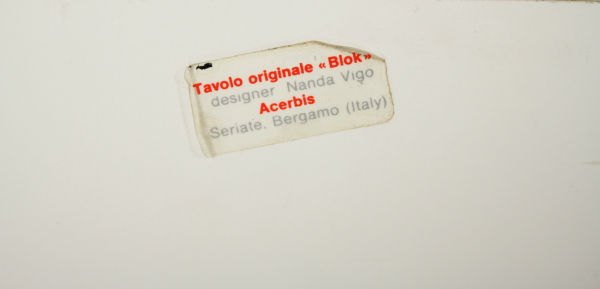 Tavolo originale «Blok»
designer Nanda Vigo
Acerbis
Seriate. Bergamo (Italy)